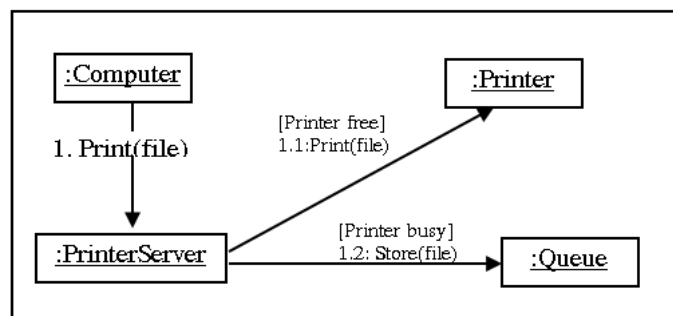 :Computer
:Printer
[Printer free]
1.1:Print(file)
1. Print(file)
[Printer busy]
1.2: Store(file)
:PrinterServer
:Queue